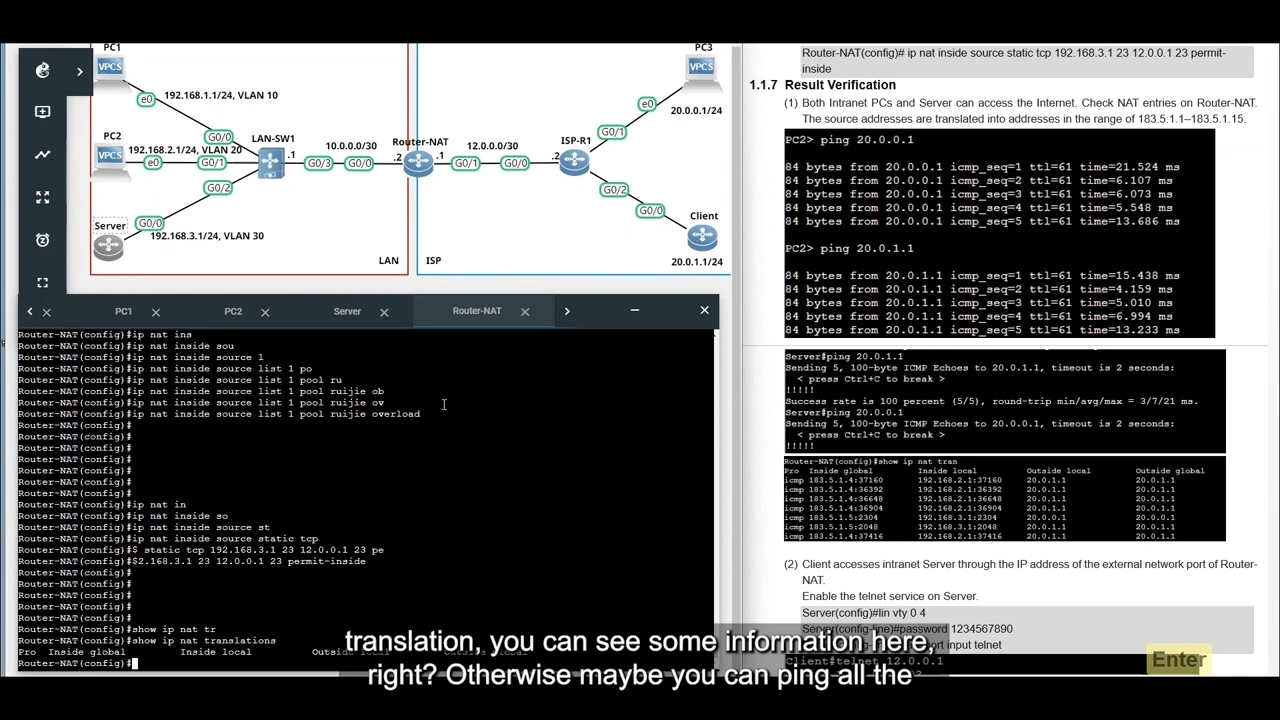 PC1
VPCS
e0
192.168.1.1/24, VLAN 10
G0/0
PC2
VPCS
192.168.2.1/24, VLAN 20
e0
G0/1
LAN-SW1
.1
G0/3
10.0.0.0/30
G0/0
.2
Router-NAT
.1
G0/1
12.0.0.0/30
G0/0
.2
ISP-R1
G0/1
e0
PC3
VPCS
20.0.0.1/24
G0/2
G0/2
G0/0
Server
G0/0
192.168.3.1/24, VLAN 30
LAN
ISP
Client
20.0.1.1/24
PC1
PC2
Server
Router-NAT
Router-NAT(config)#ip nat ins
Router-NAT(config)#ip nat inside sou
Router-NAT(config)#ip nat inside source l
Router-NAT(config)#ip nat inside source list 1 po
Router-NAT(config)#ip nat inside source list 1 pool ru
Router-NAT(config)#ip nat inside source list 1 pool ruijie ob
Router-NAT(config)#ip nat inside source list 1 pool ruijie ov
Router-NAT(config)#ip nat inside source list 1 pool ruijie overload
Router-NAT(config)#
Router-NAT(config)#
Router-NAT(config)#
Router-NAT(config)#
Router-NAT(config)#
Router-NAT(config)#
Router-NAT(config)#
Router-NAT(config)#ip nat in
Router-NAT(config)#ip nat inside so
Router-NAT(config)#ip nat inside source st
Router-NAT(config)#ip nat inside source static tcp
Router-NAT(config)#$ static tcp 192.168.3.1 23 12.0.0.1 23 pe
Router-NAT(config)#$2.168.3.1 23 12.0.0.1 23 permit-inside
Router-NAT(config)#
Router-NAT(config)#
Router-NAT(config)#
Router-NAT(config)#
Router-NAT(config)#
Router-NAT(config)#show ip nat tr
Router-NAT(config)#show ip nat translations
Pro Inside global Inside local
Router-NAT(config)#
Router-NAT(config)# ip nat inside source static tcp 192.168.3.1 23 12.0.0.1 23 permit-
inside
1.1.7 Result Verification
(1) Both Intranet PCs and Server can access the Internet. Check NAT entries on Router-NAT.
The source addresses are translated into addresses in the range of 183.5.1.1–183.5.1.15.
PC2> ping 20.0.0.1
84 bytes from 20.0.0.1 icmp_seq=1 ttl=61 time=21.524 ms
84 bytes from 20.0.0.1 icmp_seq=2 ttl=61 time=6.107 ms
84 bytes from 20.0.0.1 icmp_seq=3 ttl=61 time=6.073 ms
84 bytes from 20.0.0.1 icmp_seq=4 ttl=61 time=5.548 ms
84 bytes from 20.0.0.1 icmp_seq=5 ttl=61 time=13.686 ms
PC2> ping 20.0.1.1
84 bytes from 20.0.1.1 icmp_seq=1 ttl=61 time=15.438 ms
84 bytes from 20.0.1.1 icmp_seq=2 ttl=61 time=4.159 ms
84 bytes from 20.0.1.1 icmp_seq=3 ttl=61 time=5.010 ms
84 bytes from 20.0.1.1 icmp_seq=4 ttl=61 time=6.994 ms
84 bytes from 20.0.1.1 icmp_seq=5 ttl=61 time=13.233 ms
Server#ping 20.0.1.1
Sending 5, 100-byte ICMP Echoes to 20.0.1.1, timeout is 2 seconds:
< press Ctrl+C to break >
!!!!!
Success rate is 100 percent (5/5), round-trip min/avg/max = 3/7/21 ms.
Server#ping 20.0.0.1
Sending 5, 100-byte ICMP Echoes to 20.0.0.1, timeout is 2 seconds:
< press Ctrl+C to break >
!!!!!
Router-NAT(config)#show ip nat tran
Pro Inside global Inside local Outside local Outside global
icmp 183.5.1.4:37160 192.168.2.1:37160 20.0.1.1 20.0.1.1
icmp 183.5.1.4:36392 192.168.2.1:36392 20.0.1.1 20.0.1.1
icmp 183.5.1.4:36648 192.168.2.1:36648 20.0.1.1 20.0.1.1
icmp 183.5.1.4:36904 192.168.2.1:36904 20.0.1.1 20.0.1.1
icmp 183.5.1.5:2304 192.168.3.1:2304 20.0.0.1 20.0.0.1
icmp 183.5.1.5:2048 192.168.3.1:2048 20.0.1.1 20.0.1.1
icmp 183.5.1.4:37416 192.168.2.1:37416 20.0.1.1 20.0.1.1
(2) Client accesses intranet Server through the IP address of the external network port of Router-
NAT.
Enable the telnet service on Server.
Server(config)#lin vty 0 4
Server(config-line)#password 1234567890
port input telnet
Client#telnet 12.0.0.1
translation, you can see some information here,
right? Otherwise maybe you can ping all the
Enter